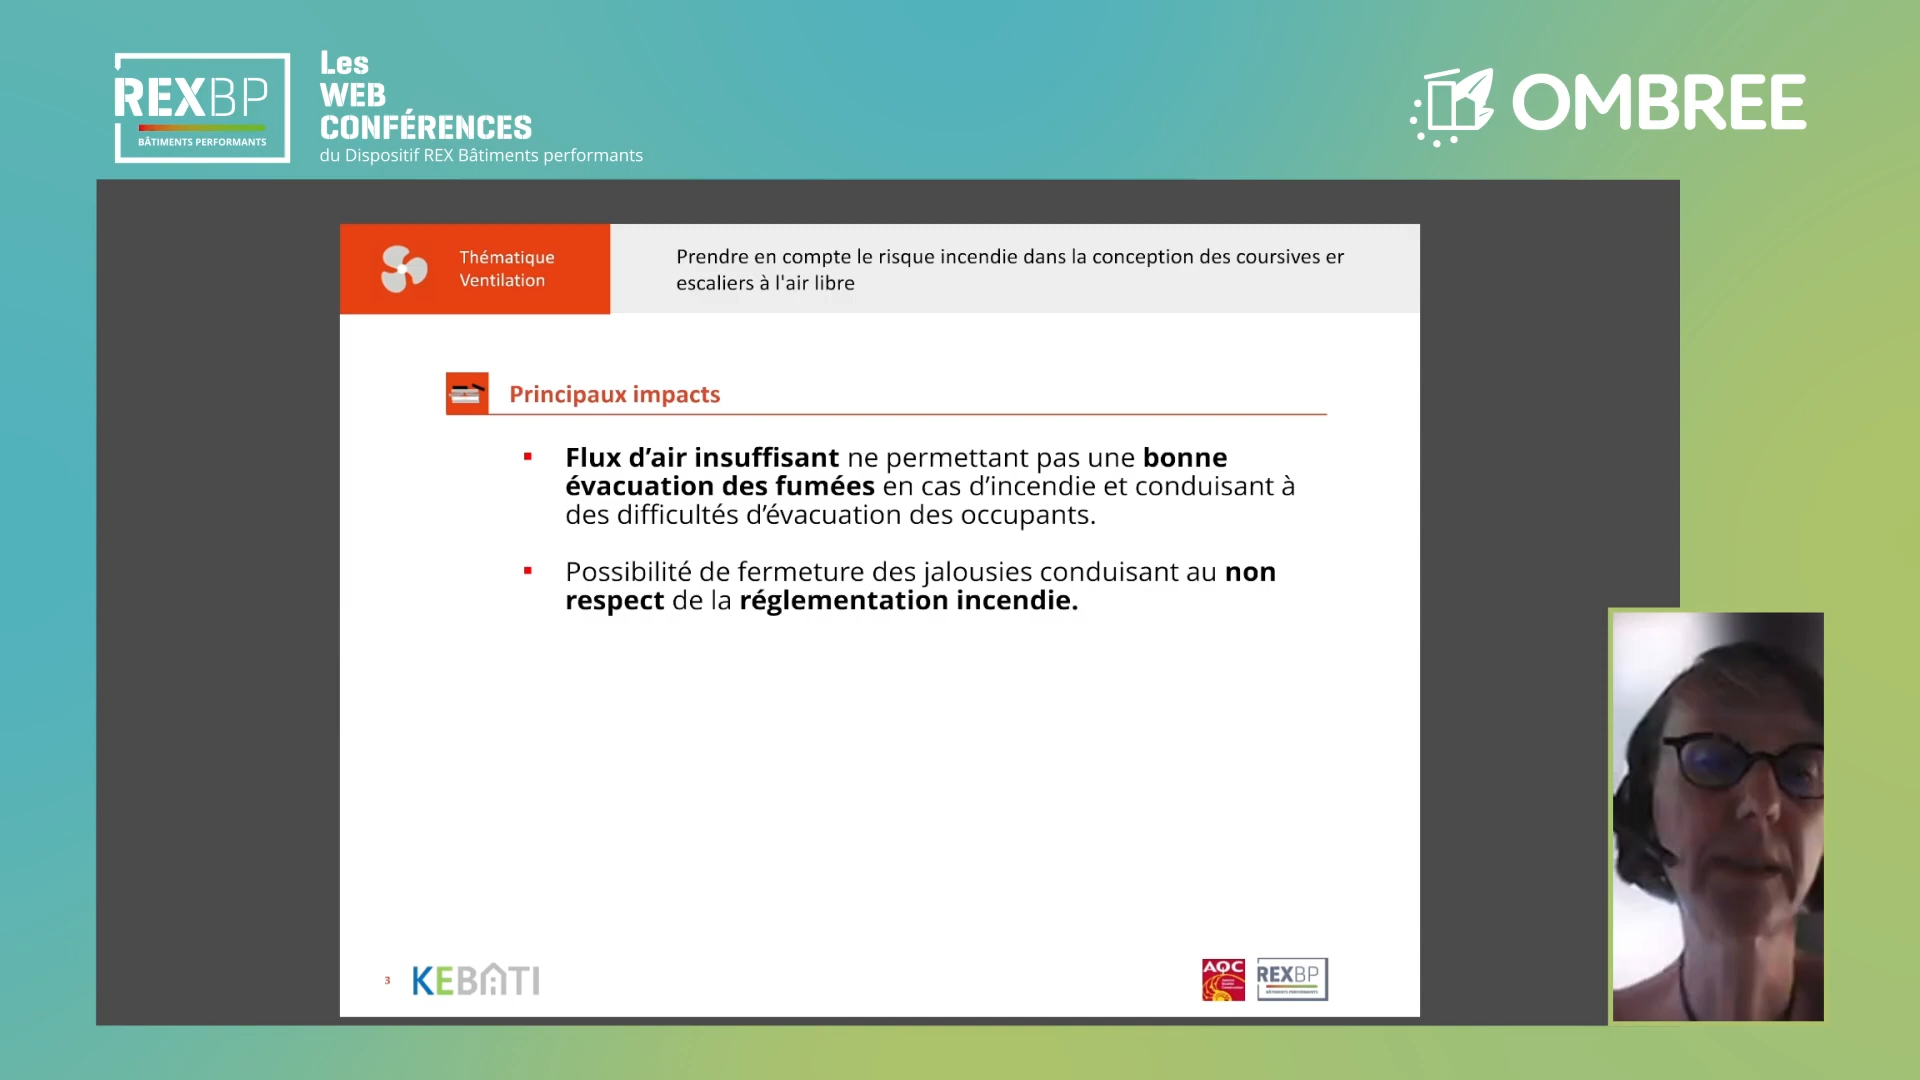 REXBP
BÂTIMENTS PERFORMANTS
Les
WEB
CONFÉRENCES
du Dispositif REX Bâtiments performants
OMBREE
Thématique
Ventilation
Prendre en compte le risque incendie dans la conception des coursives er
escaliers à l'air libre
Principaux impacts
▪ Flux d’air insuffisant ne permettant pas une bonne
évacuation des fumées en cas d’incendie et conduisant à
des difficultés d’évacuation des occupants.
▪ Possibilité de fermeture des jalousies conduisant au non
respect de la réglementation incendie.
3
KEBATI
AQC
REXBP
BÂTIMENTS PERFORMANTS